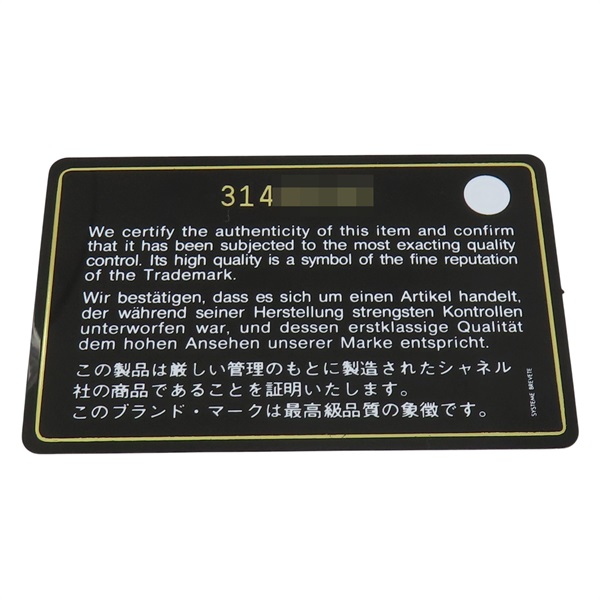 314
We certify the authenticity of this item and confirm
that it has been subjected to the most exacting quality
control. Its high quality is a symbol of the fine reputation
of the Trademark.
Wir bestätigen, dass es sich um einen Artikel handelt,
der während seiner Herstellung strengsten Kontrollen
unterworfen war, und dessen erstklassige Qualität
dem hohen Ansehen unserer Marke entspricht.
この製品は厳しい管理のもとに製造されたシャネル
社の商品であることを証明いたします。
このブランド・マークは最高級品質の象徴です。
SYSTEME BREVETE